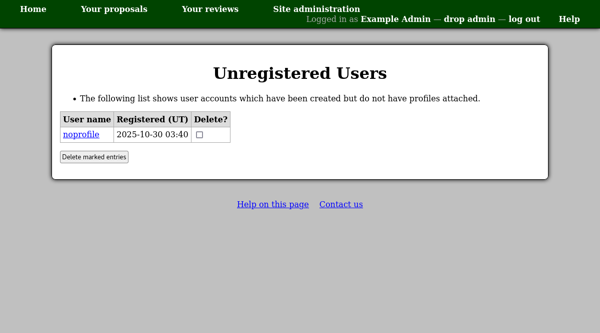 Home Your proposals Your reviews Site administration
Logged in as Example Admin — drop admin — log out Help
Unregistered Users
• The following list shows user accounts which have been created but do not have profiles attached.
User name Registered (UT) Delete?
noprofile 2025-10-30 03:40
Delete marked entries
Help on this page Contact us